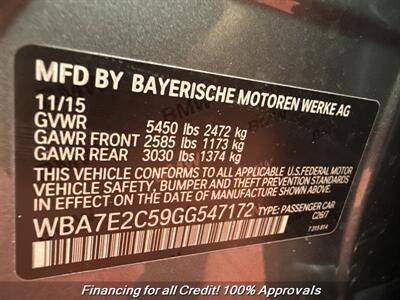 MFD BY BAYERISCHE MOTOREN WERKE AG
11/15
GVWR 5450 lbs 2472 kg
GAWR FRONT 2585 lbs 1173 kg
GAWR REAR 3030 lbs 1374 kg
THIS VEHICLE CONFORMS TO ALL APPLICABLE U.S.FEDERAL MOTOR
VEHICLE SAFETY, BUMPER AND THEFT PREVENTION STANDARDS
IN EFFECT ON THE DATE OF MANUFACTURE SHOWN ABOVE.
WBA7E2C59GG547172 TYPE: PASSENGER CAR
C26/7
Financing for all Credit! 100% Approvals